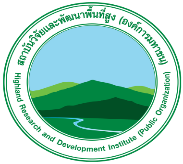 สถาบันวิจัยและพัฒนาพื้นที่สูง (องค์การมหาชน)
Highland Research and Development Institute (Public Organization)